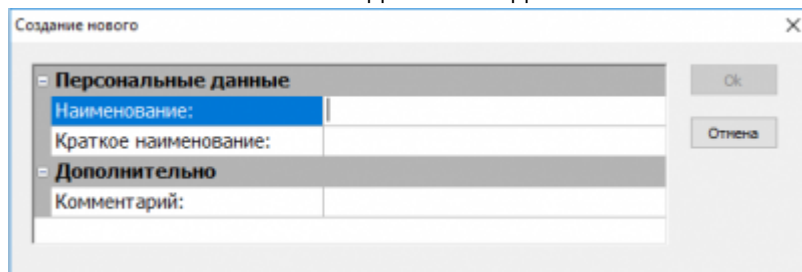 Создание нового
Персональные данные
Ok
Наименование:
Краткое наименование:
Отмена
Дополнительно
Комментарий: